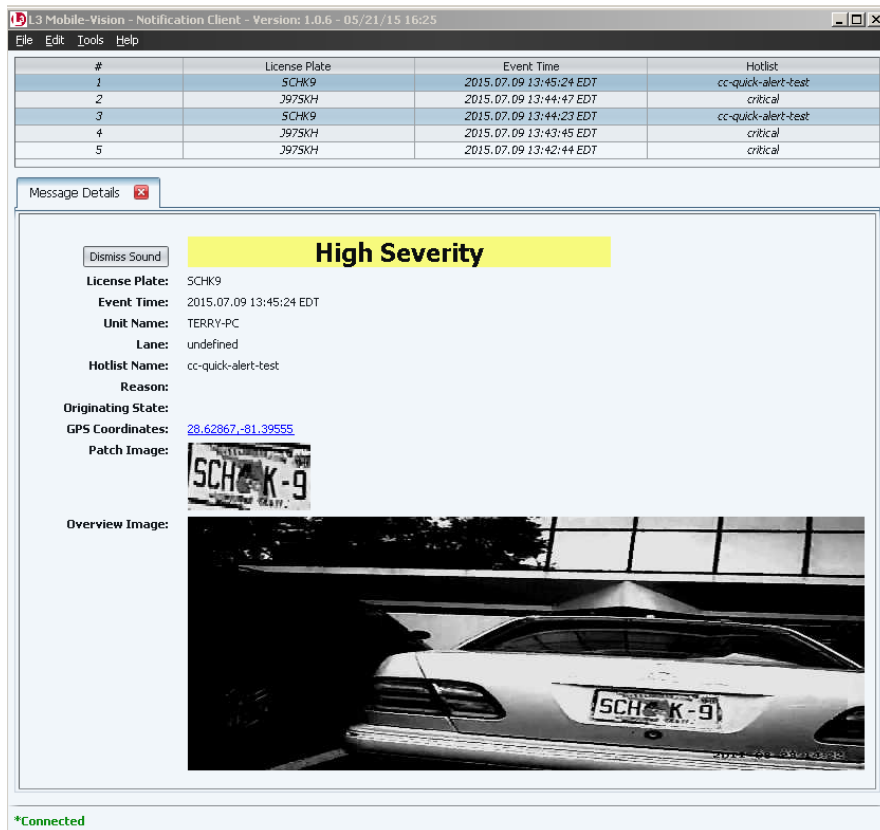 L3 Mobile-Vision - Notification Client - Version: 1.0.6 - 05/21/15 16:25
File Edit Tools Help
# License Plate Event Time Hotlist
1 SCHK9 2015.07.09 13:45:24 EDT cc-quick-alert-test
2 J97SKH 2015.07.09 13:44:47 EDT critical
3 SCHK9 2015.07.09 13:44:23 EDT cc-quick-alert-test
4 J97SKH 2015.07.09 13:43:45 EDT critical
5 J97SKH 2015.07.09 13:42:44 EDT critical
Message Details
Dismiss Sound High Severity
License Plate: SCHK9
Event Time: 2015.07.09 13:45:24 EDT
Unit Name: TERRY-PC
Lane: undefined
Hotlist Name: cc-quick-alert-test
Reason:
Originating State:
GPS Coordinates: 28.62867,-81.39555
Patch Image:
SCH K-9
Overview Image:
SCH K-9
*Connected